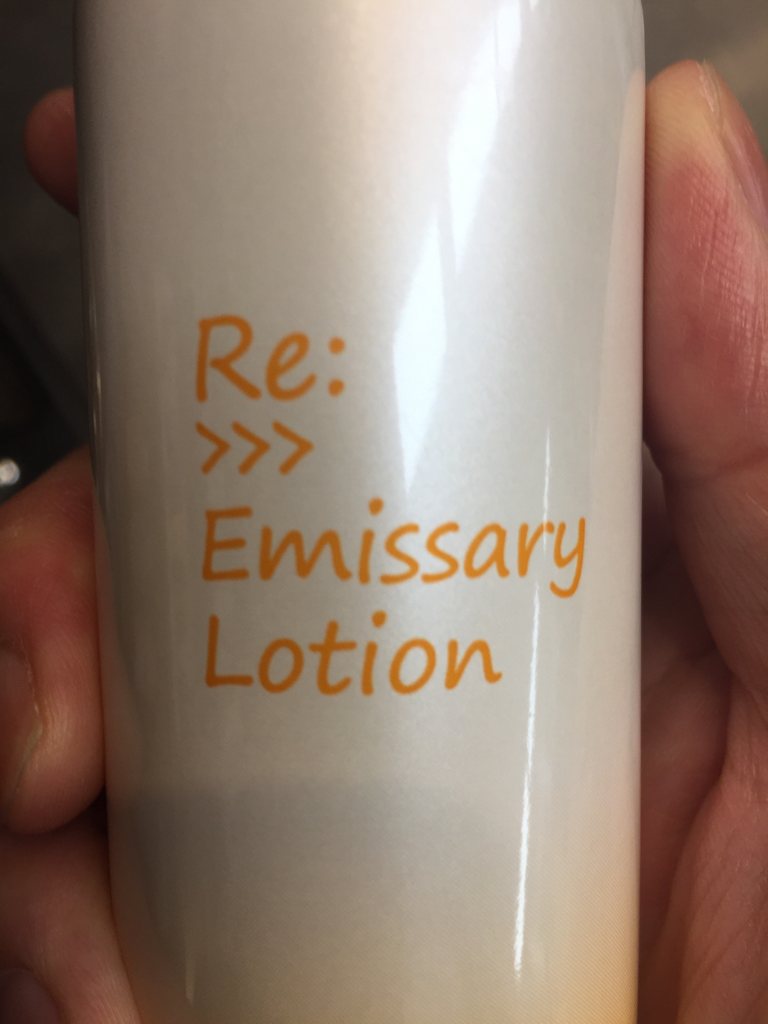 Re:
>>>
Emissary
Lotion